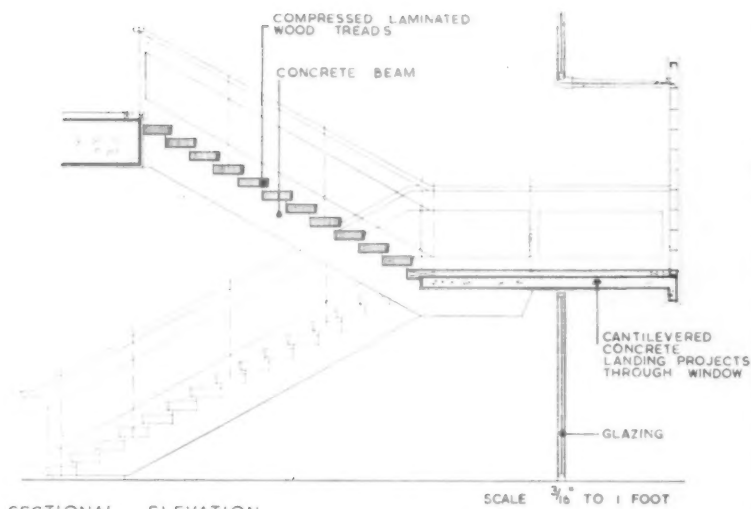 COMPRESSED LAMINATED
WOOD TREADS
CONCRETE BEAM
CANTILEVERED
CONCRETE
LANDING PROJECTS
THROUGH WINDOW
GLAZING
SECTIONAL ELEVATION
SCALE 3/16" TO 1 FOOT